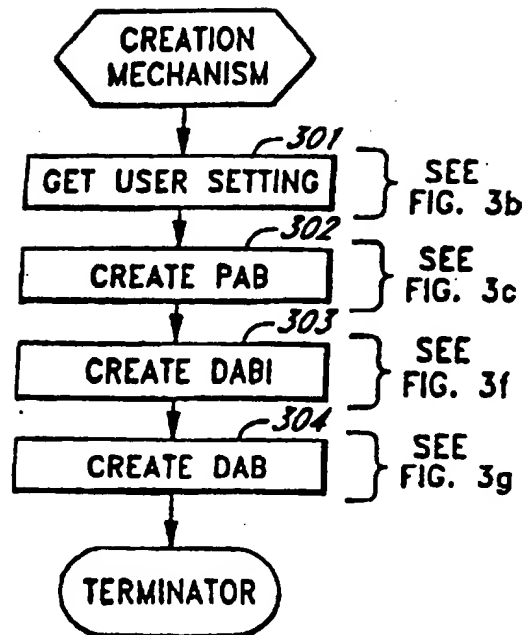 CREATION
MECHANISM
301
GET USER SETTING
SEE
FIG. 3b
302
CREATE PAB
SEE
FIG. 3c
303
CREATE DABI
SEE
FIG. 3f
304
CREATE DAB
SEE
FIG. 3g
TERMINATOR